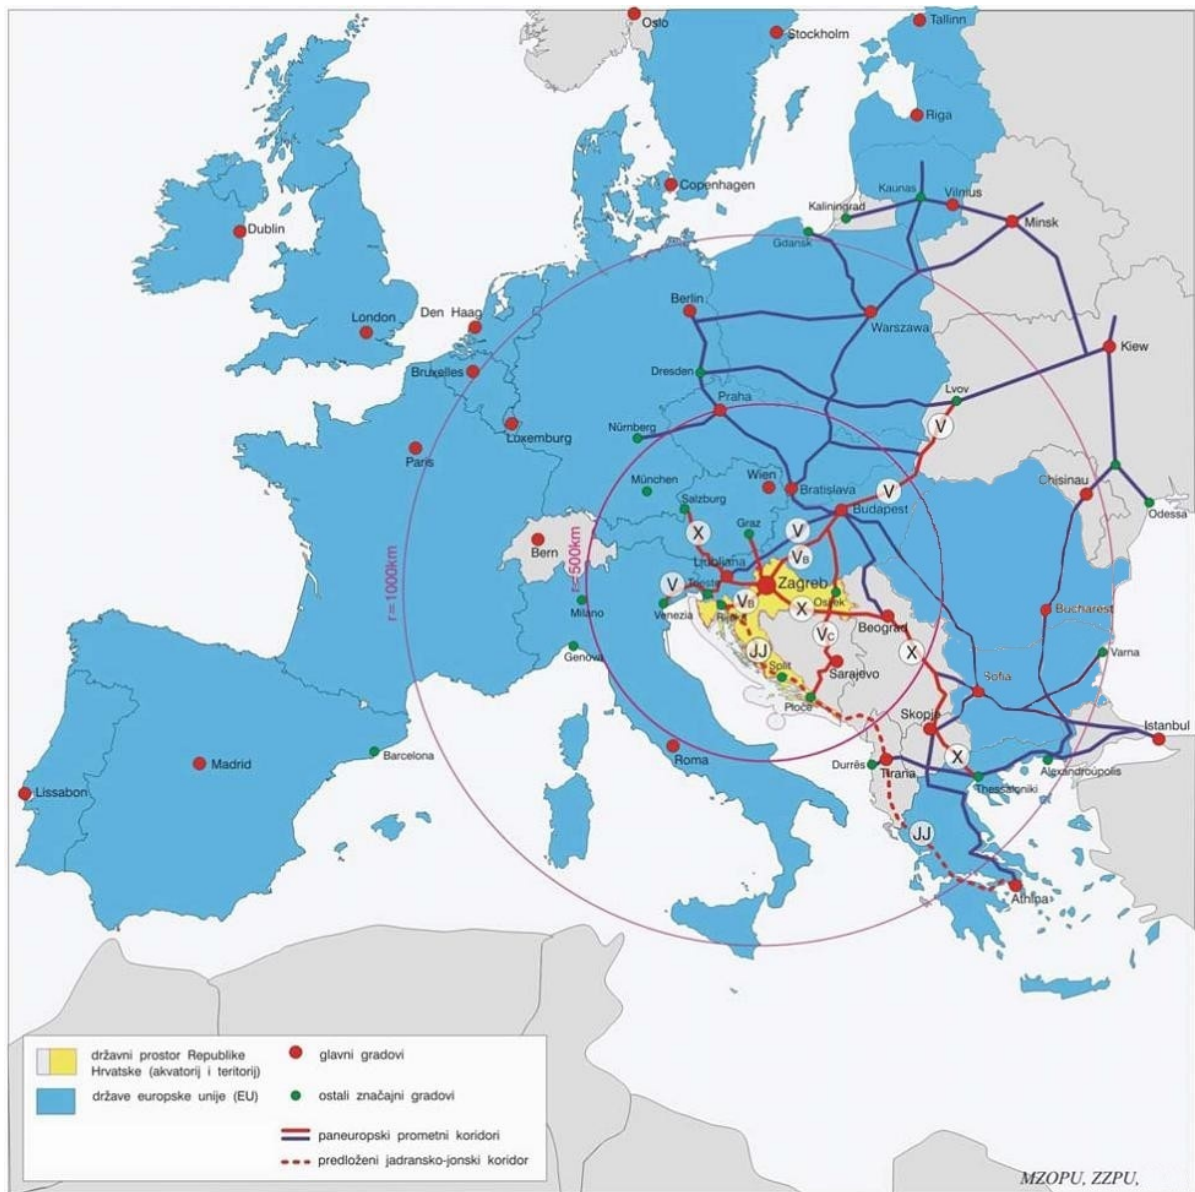 Oslo
Stockholm
Tallinn
Riga
Copenhagen
Kaunas
Vilnius
Kaliningrad
Minsk
Gdansk
Dublin
London
Den Haag
Berlin
Warszawa
Kiew
Bruxelles
Dresden
Lvov
Praha
Luxemburg
Nürnberg
V
Paris
München
Wien
Bratislava
V
Chisinau
Salzburg
Budapest
Odessa
Graz
X
V
Bern
r=1000km
r=500km
VB
Ljubljana
V
Trieste
Zagreb
Milano
Venezia
Rijeka
VB
X
Osijek
Bucharest
Beograd
VC
Genova
JJ
X
Varna
Split
Sarajevo
Sofia
Ploče
Skopje
Istanbul
Barcelona
Roma
Madrid
Durrës
Tirana
X
Alexandroúpolis
Thessaloniki
Lissabon
JJ
Athina
državni prostor Republike
Hrvatske (akvatorij i teritorij)
države europske unije (EU)
glavni gradovi
ostali značajni gradovi
paneuropski prometni koridori
predloženi jadransko-jonski koridor
MZOPU, ZZPU,